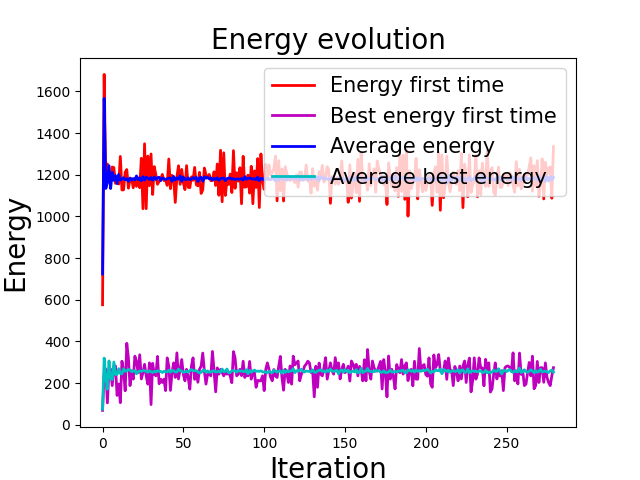 Energy evolution
Energy first time
Best energy first time
Average energy
Average best energy
Energy
1600
1400
1200
1000
800
600
400
200
0
0 50 100 150 200 250
Iteration